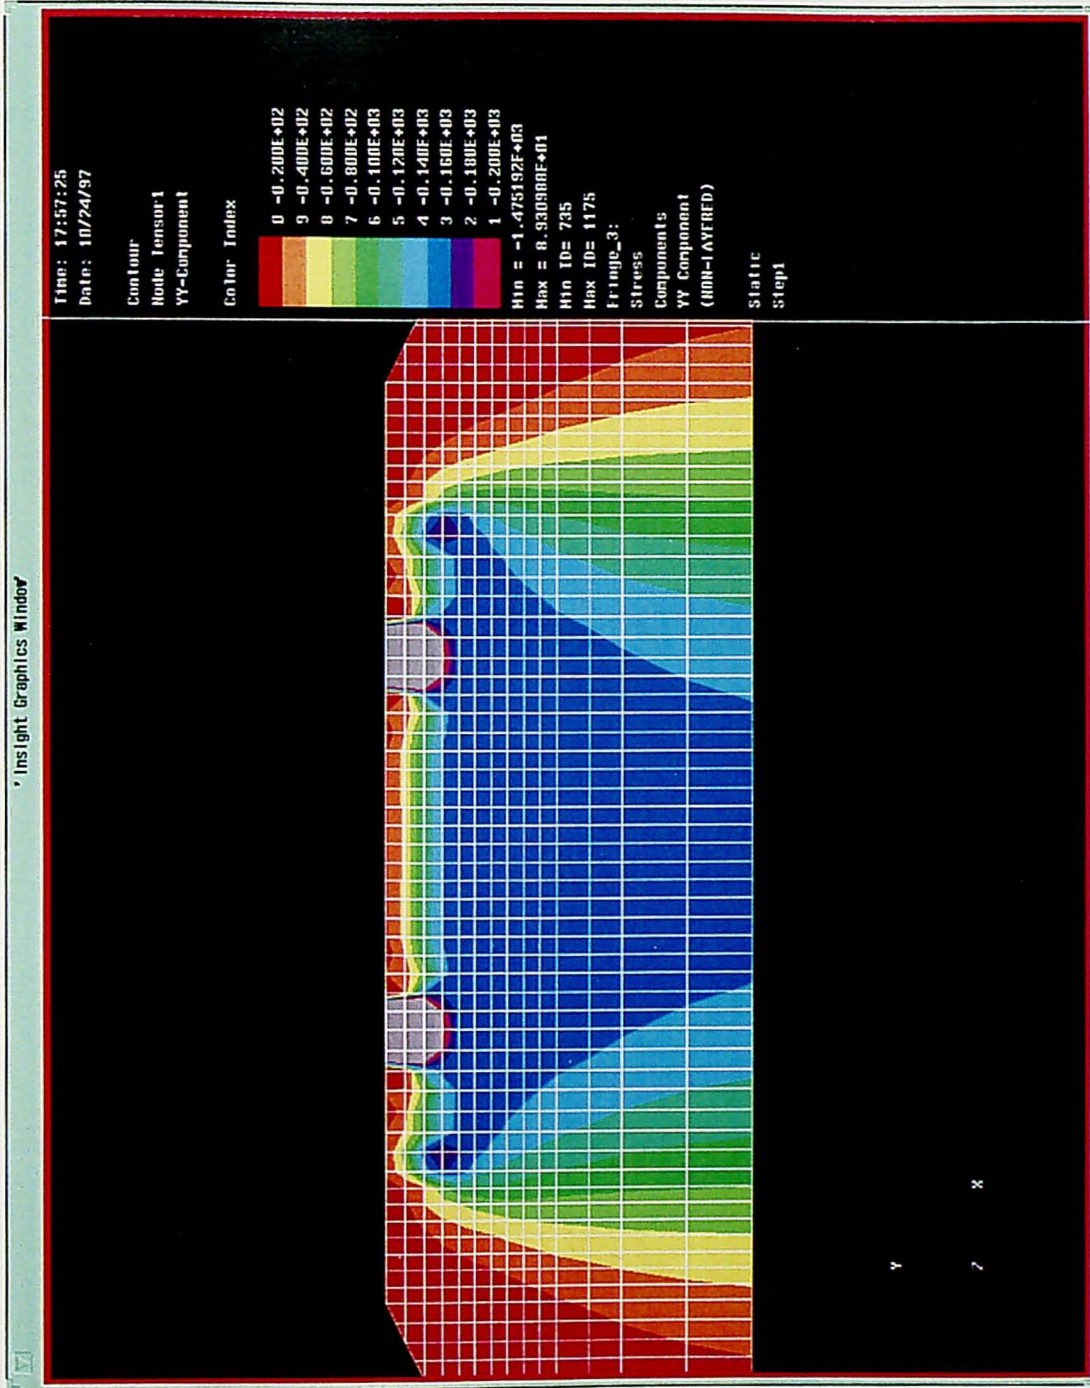 Insight Graphics Window
Time: 17:57:25
Date: 10/24/97
Contour
Node Tensor1
YY-Component
Color Index
0 -0.200E+02
9 -0.400E+02
8 -0.600E+02
7 -0.800E+02
6 -0.100E+03
5 -0.120E+03
4 -0.140E+03
3 -0.160E+03
2 -0.180E+03
1 -0.200E+03
Min = -1.475192E+03
Max = 8.930988E+01
Min ID= 735
Max ID= 1175
Fringe_3:
Stress
Components
YY Component
(NON-LAYERED)
Static
Step1
Y
Z X